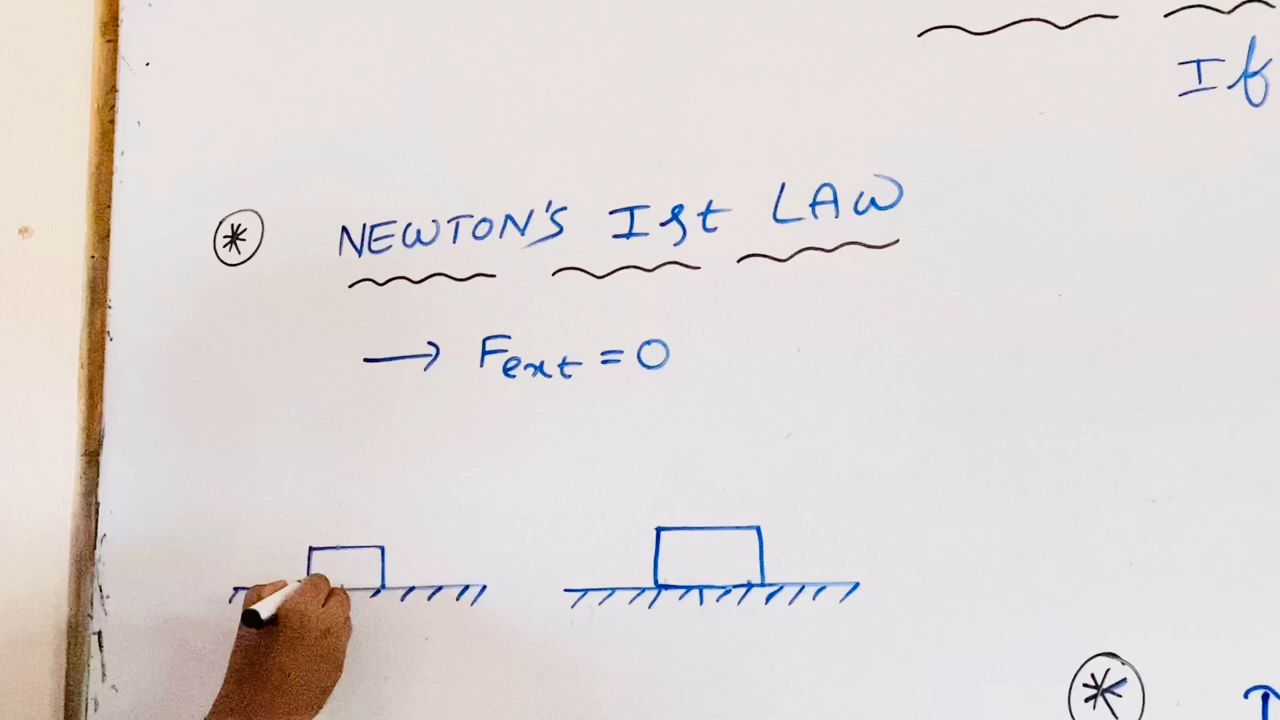 If
NEWTON'S Ist LAW
→ Fext = 0